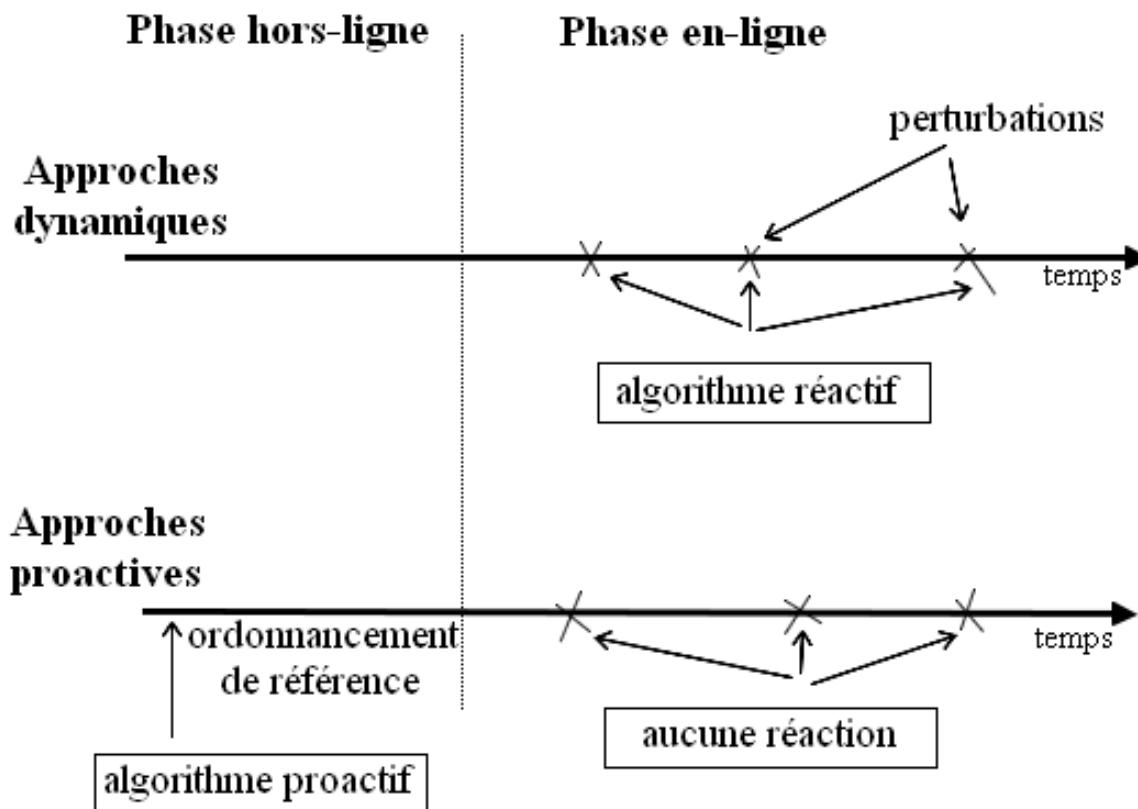 Phase hors-ligne
Phase en-ligne
perturbations
Approches
dynamiques
temps
algorithme réactif
Approches
proactives
ordonnancement
de référence
temps
aucune réaction
algorithme proactif